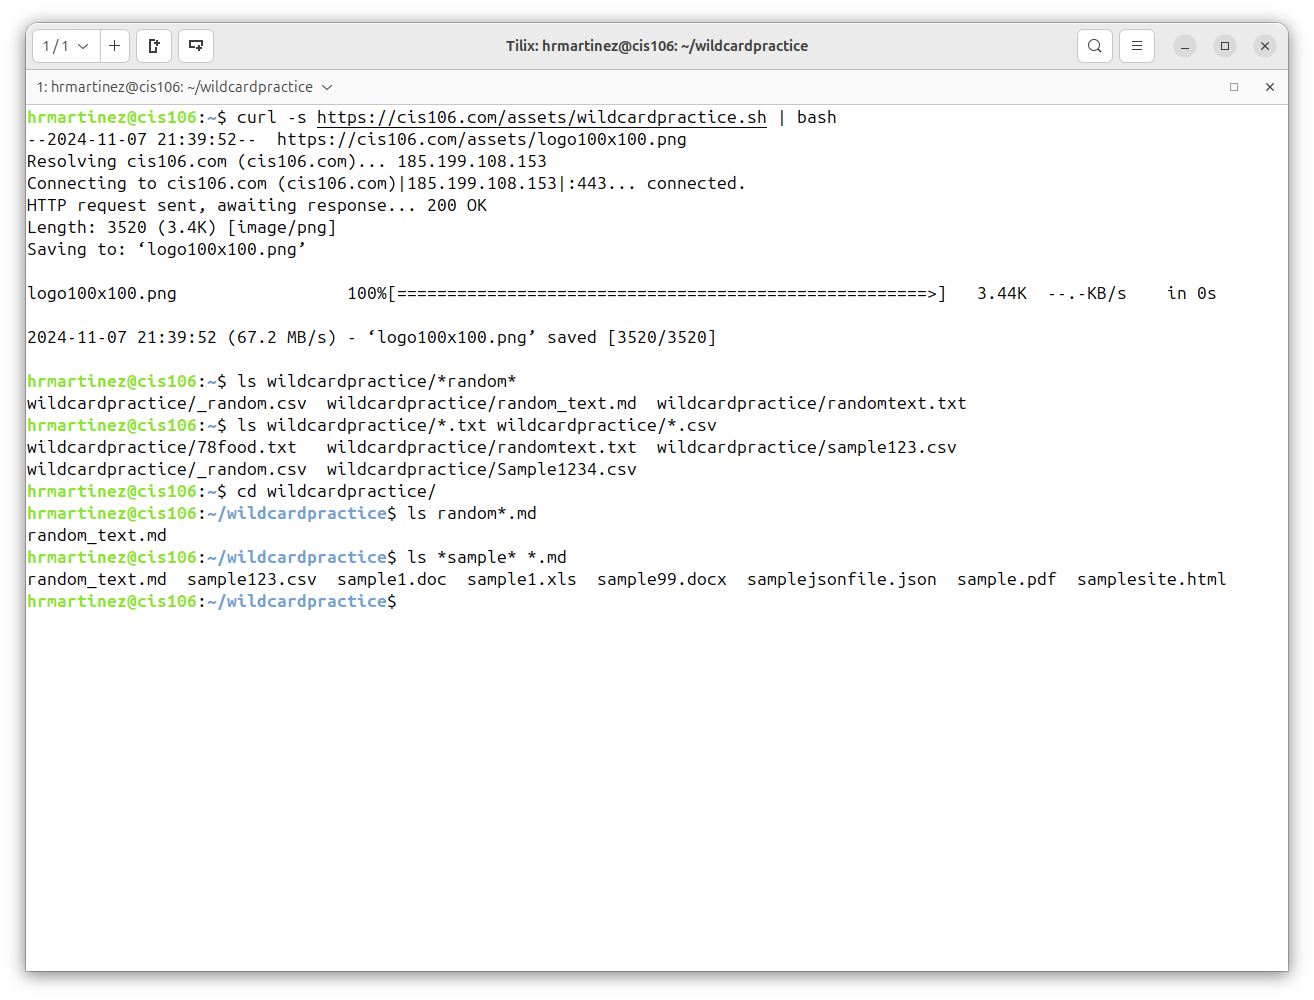 1 / 1
Tilix: hrmartinez@cis106: ~/wildcardpractice
1: hrmartinez@cis106: ~/wildcardpractice
hrmartinez@cis106:~$ curl -s https://cis106.com/assets/wildcardpractice.sh | bash
--2024-11-07 21:39:52--  https://cis106.com/assets/logo100x100.png
Resolving cis106.com (cis106.com)... 185.199.108.153
Connecting to cis106.com (cis106.com)|185.199.108.153|:443... connected.
HTTP request sent, awaiting response... 200 OK
Length: 3520 (3.4K) [image/png]
Saving to: ‘logo100x100.png’
logo100x100.png                 100%[=====================================================>]   3.44K  --.-KB/s    in 0s
2024-11-07 21:39:52 (67.2 MB/s) - ‘logo100x100.png’ saved [3520/3520]
hrmartinez@cis106:~$ ls wildcardpractice/*random*
wildcardpractice/_random.csv  wildcardpractice/random_text.md  wildcardpractice/randomtext.txt
hrmartinez@cis106:~$ ls wildcardpractice/*.txt wildcardpractice/*.csv
wildcardpractice/78food.txt   wildcardpractice/randomtext.txt  wildcardpractice/sample123.csv
wildcardpractice/_random.csv  wildcardpractice/Sample1234.csv
hrmartinez@cis106:~$ cd wildcardpractice/
hrmartinez@cis106:~/wildcardpractice$ ls random*.md
random_text.md
hrmartinez@cis106:~/wildcardpractice$ ls *sample* *.md
random_text.md  sample123.csv  sample1.doc  sample1.xls  sample99.docx  samplejsonfile.json  sample.pdf  samplesite.html
hrmartinez@cis106:~/wildcardpractice$